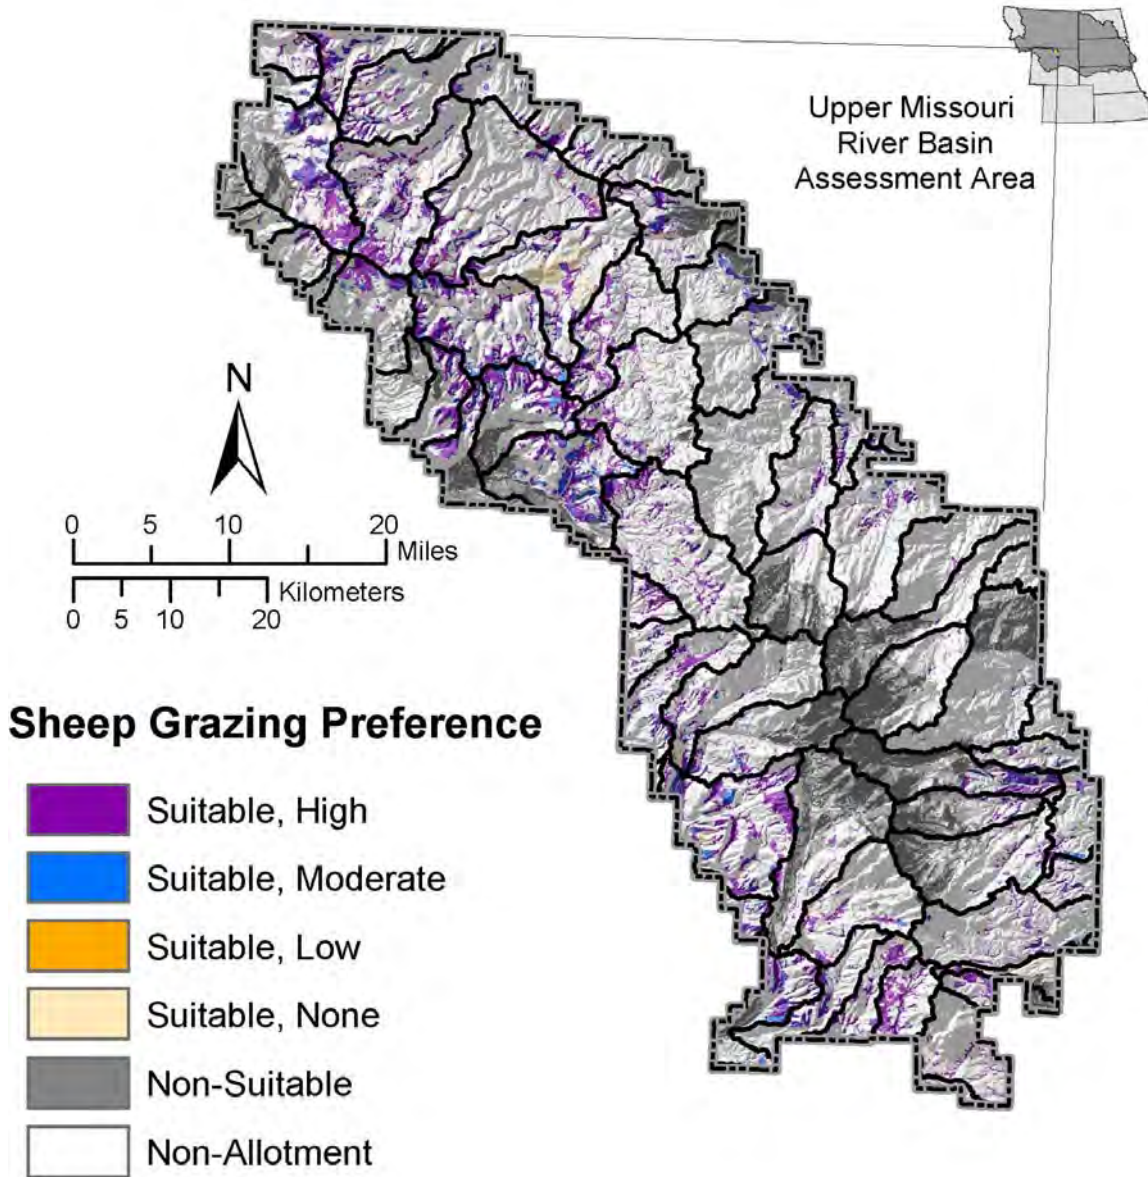 Upper Missouri
River Basin
Assessment Area
N
0 5 10 20
Miles
Kilometers
0 5 10 20
Sheep Grazing Preference
Suitable, High
Suitable, Moderate
Suitable, Low
Suitable, None
Non-Suitable
Non-Allotment